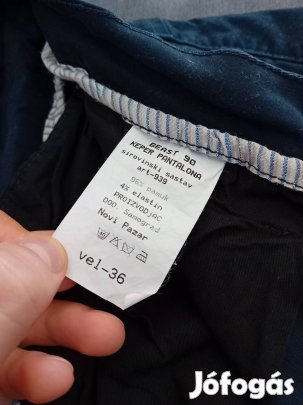 BEAST 90
KEPER PANTALONA
sirovinski sastav
art-939
96% pamuk
4% elastin
PROIZVODJAC
DOO Samograd
Novi Pazar
vel-36
Jófogás